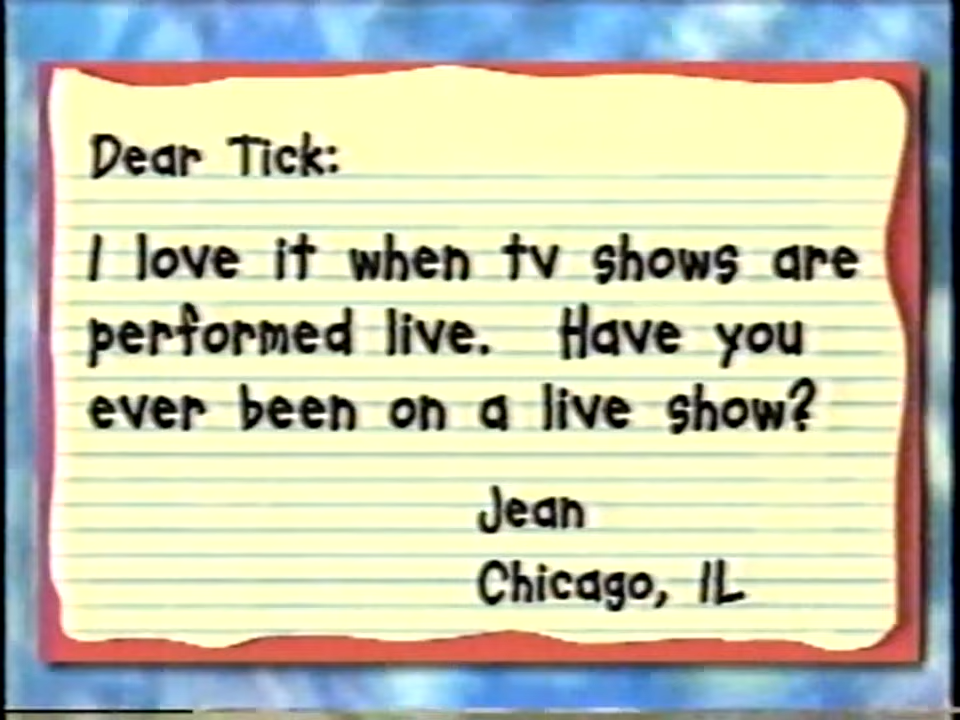 Dear Tick:
I love it when tv shows are
performed live. Have you
ever been on a live show?
Jean
Chicago, IL